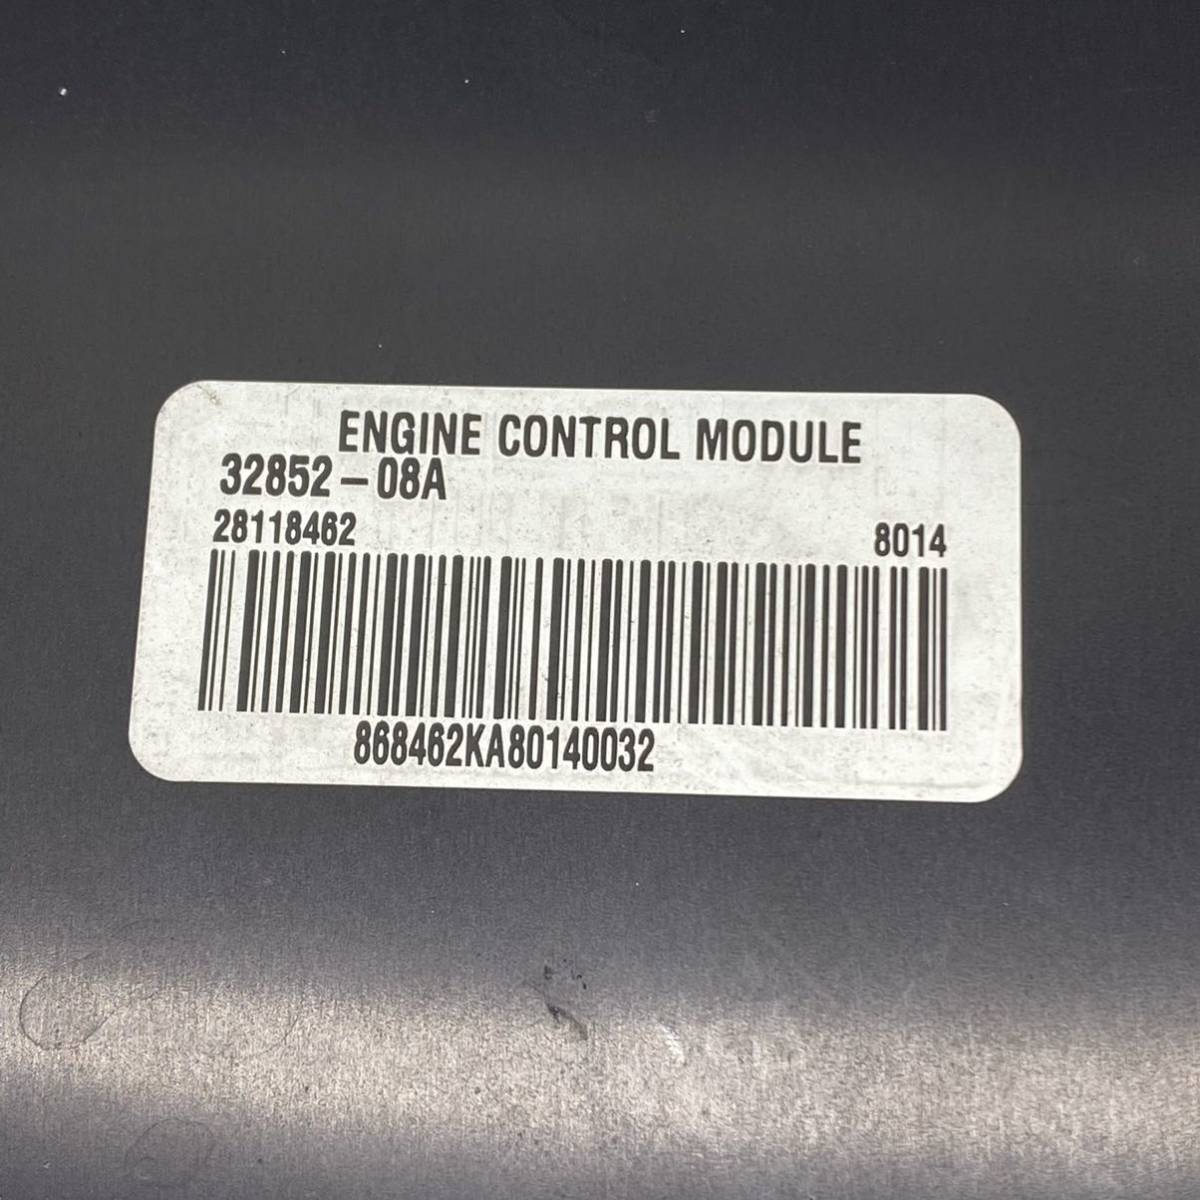 ENGINE CONTROL MODULE
32852-08A
28118462 8014
868462KA80140032